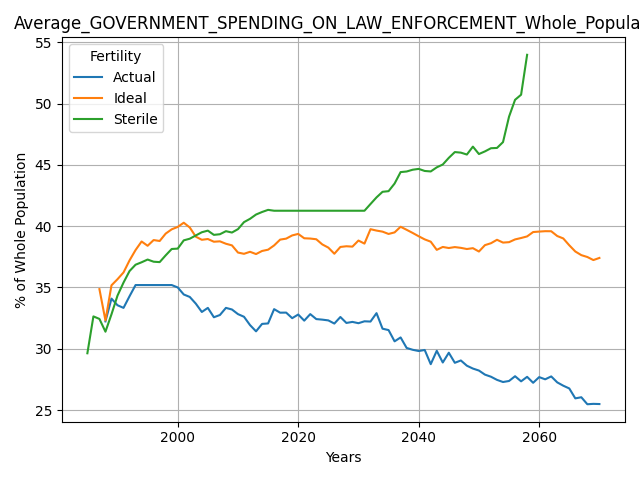 Average_GOVERNMENT_SPENDING_ON_LAW_ENFORCEMENT_Whole_Popula
55
50
45
40
35
30
25
% of Whole Population
Fertility
Actual
Ideal
Sterile
2000
2020
2040
2060
Years